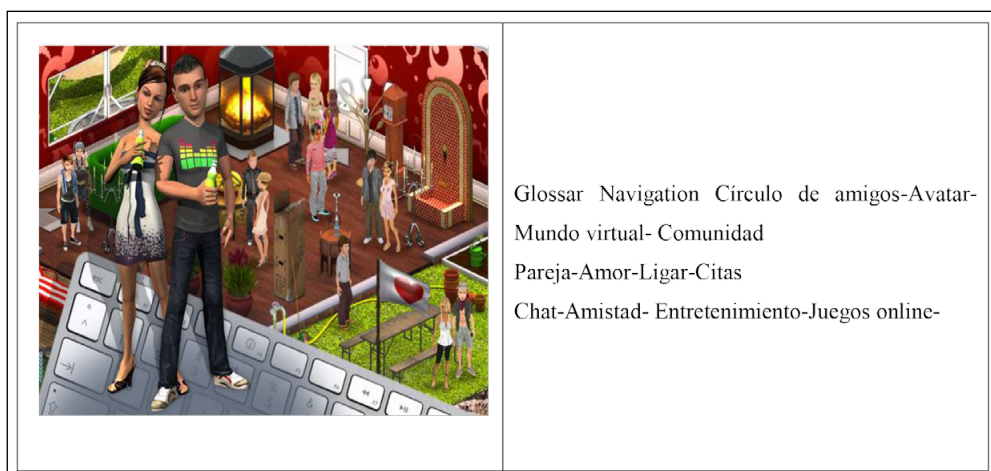 Glossar Navigation Círculo de amigos-Avatar-
Mundo virtual- Comunidad
Pareja-Amor-Ligar-Citas
Chat-Amistad- Entretenimiento-Juegos online-